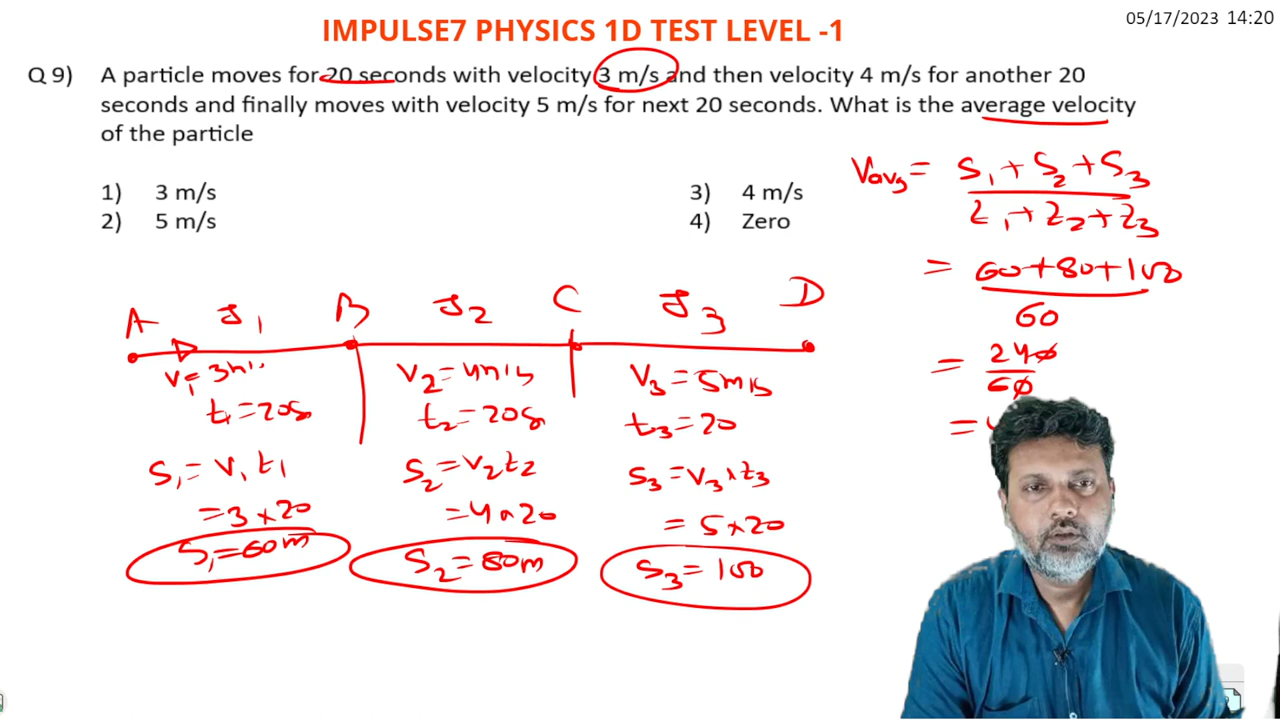 05/17/2023 14:20
IMPULSE7 PHYSICS 1D TEST LEVEL -1
Q 9) A particle moves for 20 seconds with velocity 3 m/s and then velocity 4 m/s for another 20
seconds and finally moves with velocity 5 m/s for next 20 seconds. What is the average velocity
of the particle
1) 3 m/s
2) 5 m/s
3) 4 m/s
4) Zero
Vavg = S1 + S2 + S3
t1 + t2 + t3
= 60 + 80 + 100
60
= 240
60
=
A S1 B S2 C S3 D
V1 = 3m/s
t1 = 20s
S1 = V1 t1
= 3 × 20
S1 = 60m
V2 = 4m/s
t2 = 20s
S2 = V2 t2
= 4 × 20
S2 = 80m
V3 = 5m/s
t3 = 20
S3 = V3 × t3
= 5 × 20
S3 = 100